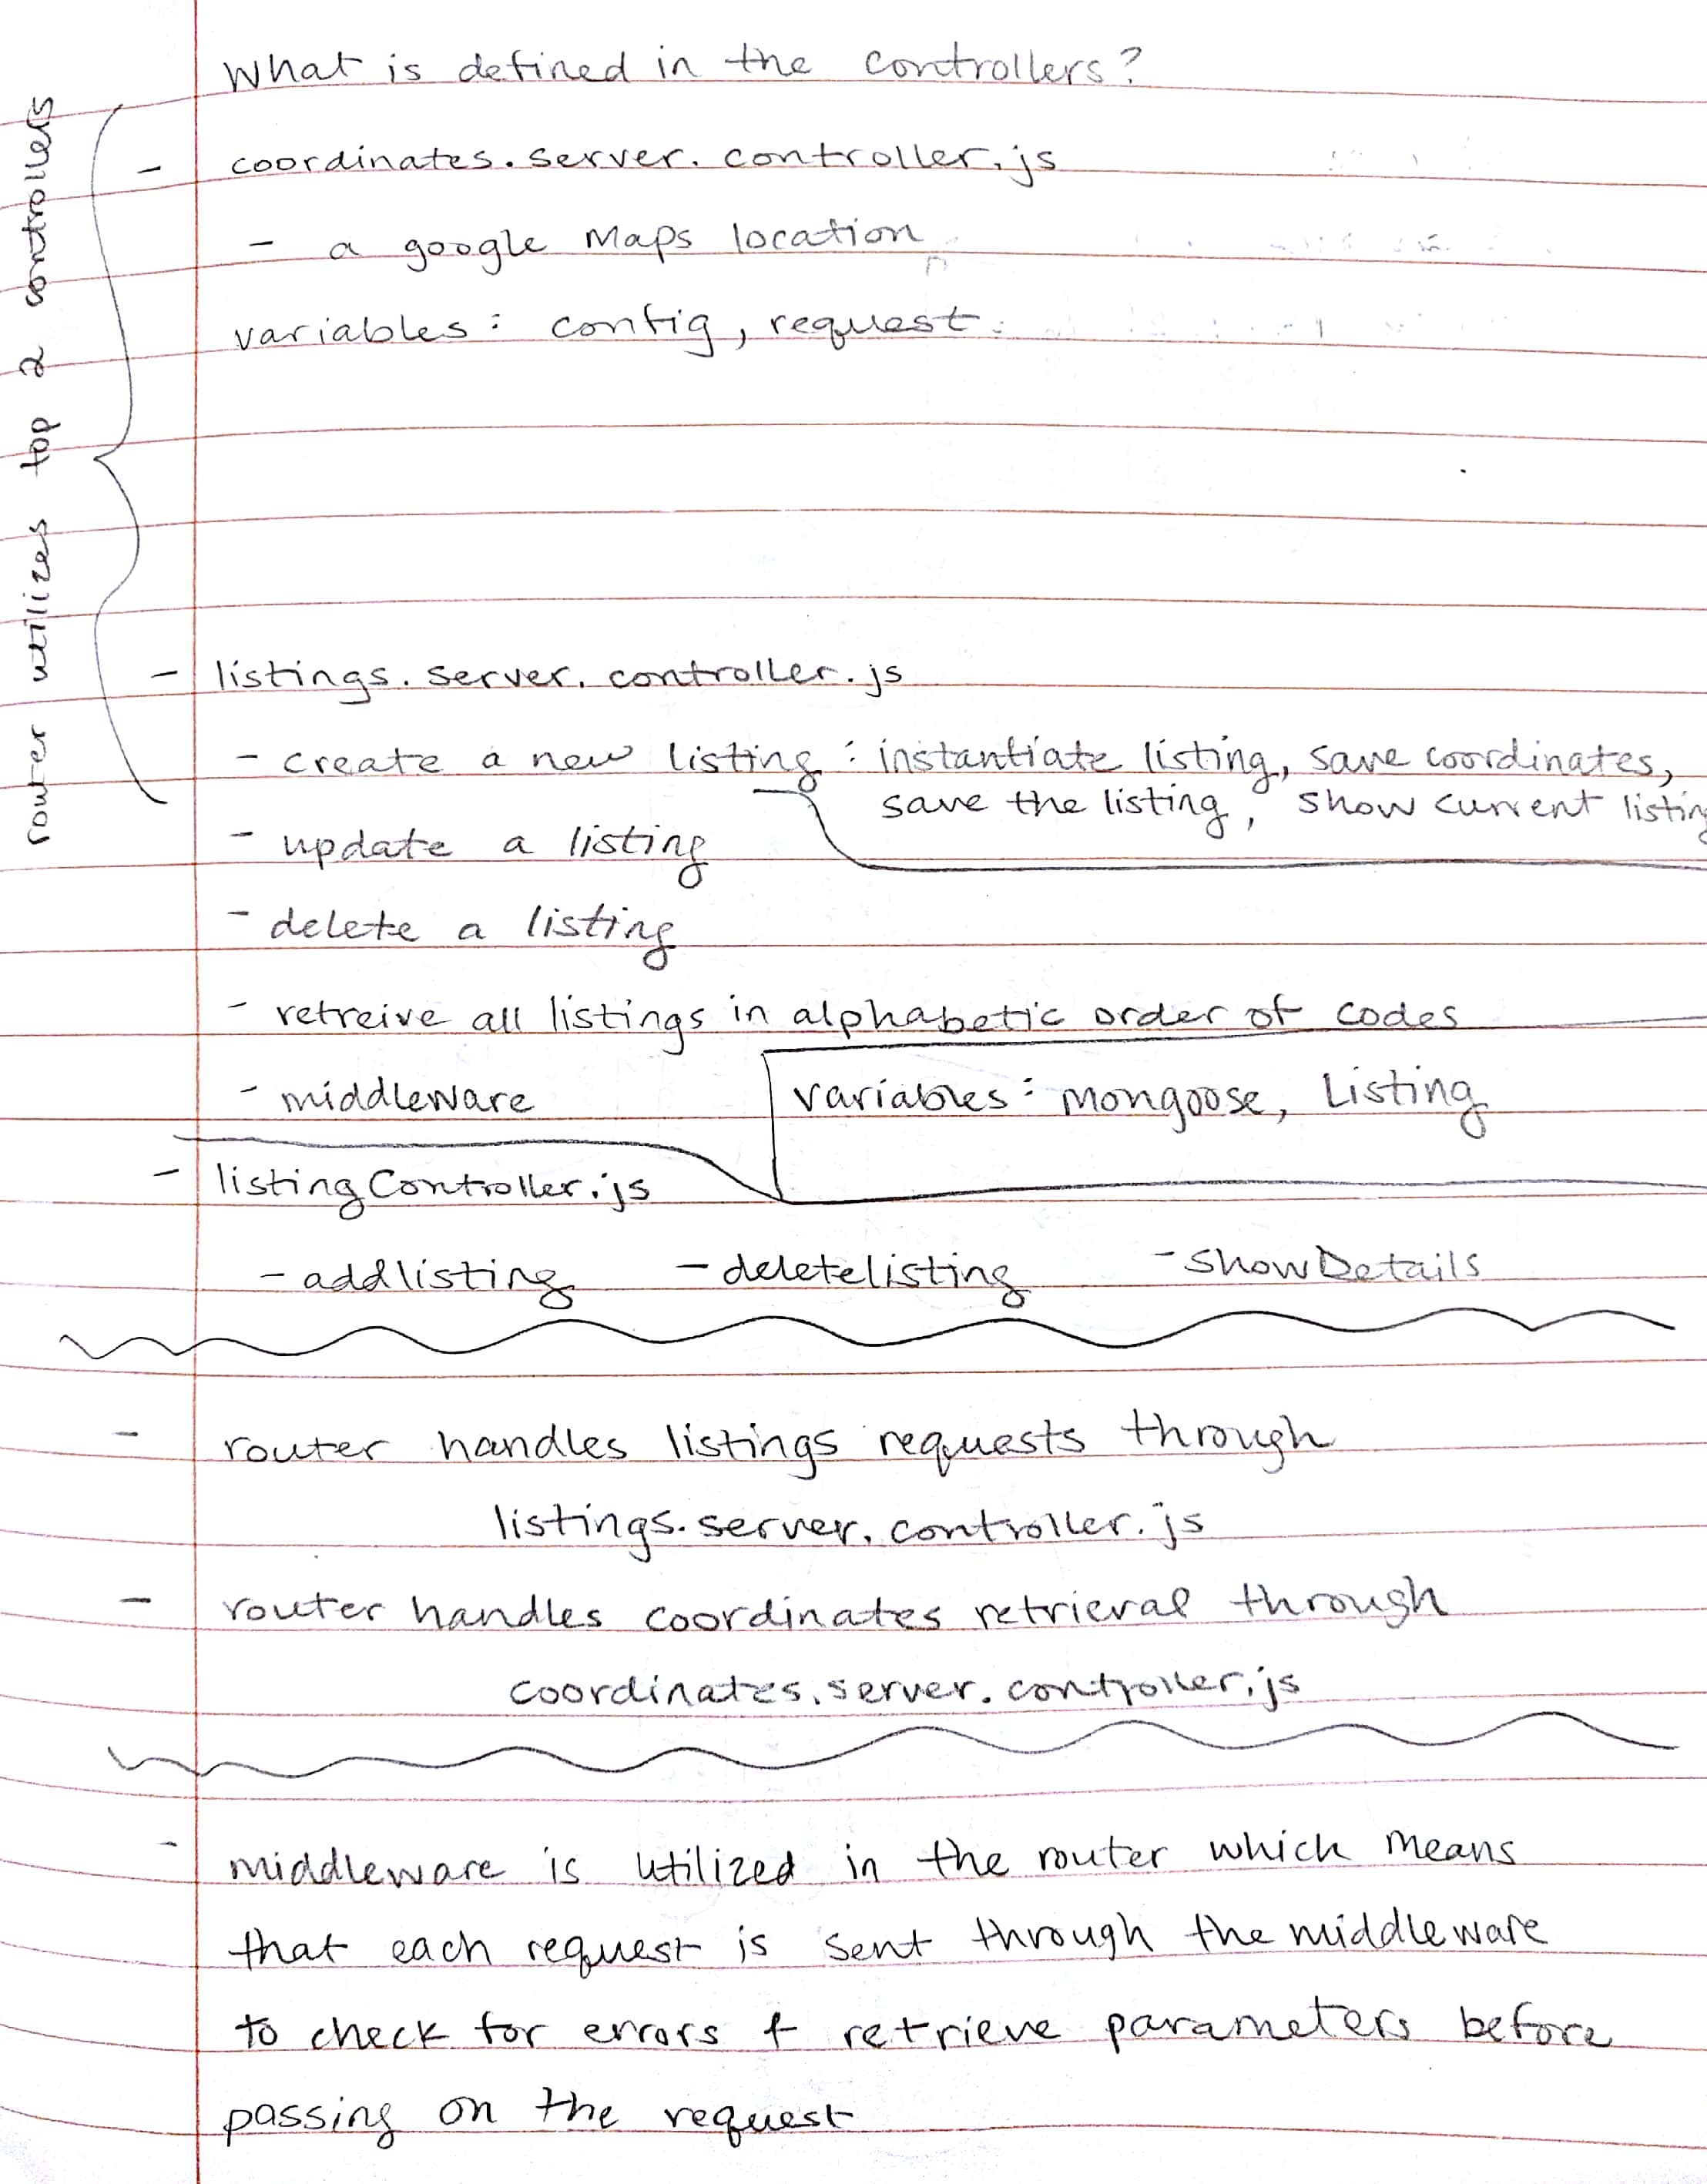 What is defined in the controllers?
router utilizes top 2 controllers
- coordinates.server.controller.js
- a google Maps location
variables: config, request
- listings.server.controller.js
- create a new listing : instantiate listing, save coordinates,
save the listing, show current listing
- update a listing
- delete a listing
- retreive all listings in alphabetic order of codes
- middleware
variables: mongoose, Listing
- listingController.js
- addlisting - deletelisting - showDetails
- router handles listings requests through
listings.server.controller.js
- router handles coordinates retrieval through
coordinates.server.controller.js
- middleware is utilized in the router which means
that each request is sent through the middleware
to check for errors + retrieve parameters before
passing on the request